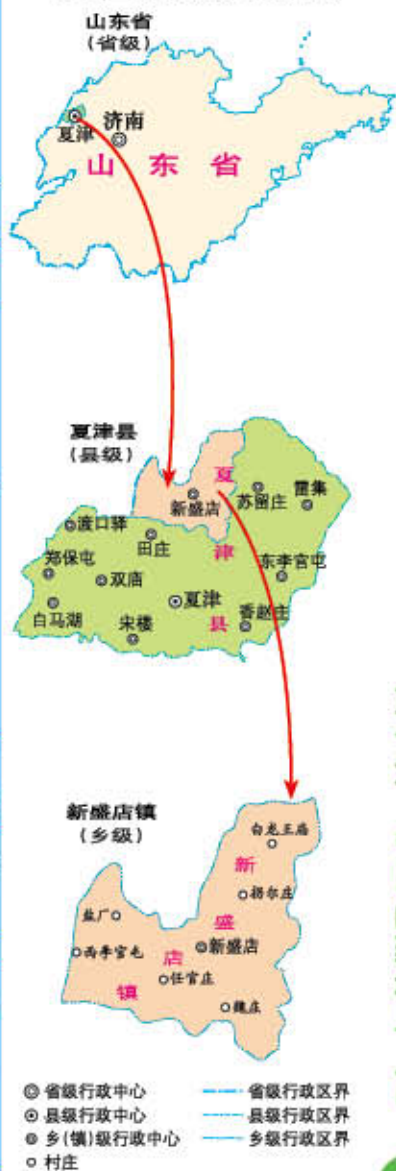 山东省
(省级)
夏津
济南
山东省
夏津县
(县级)
夏津县
新盛店
苏留庄
雷集
渡口驿
田庄
郑保屯
双庙
东李官屯
夏津
白马湖
宋楼
香赵庄
新盛店镇
(乡级)
白龙王庙
新盛店镇
拐尔庄
盐厂
新盛店
西李官屯
任官庄
魏庄
省级行政中心
省级行政区界
县级行政中心
县级行政区界
乡(镇)级行政中心
乡级行政区界
村庄